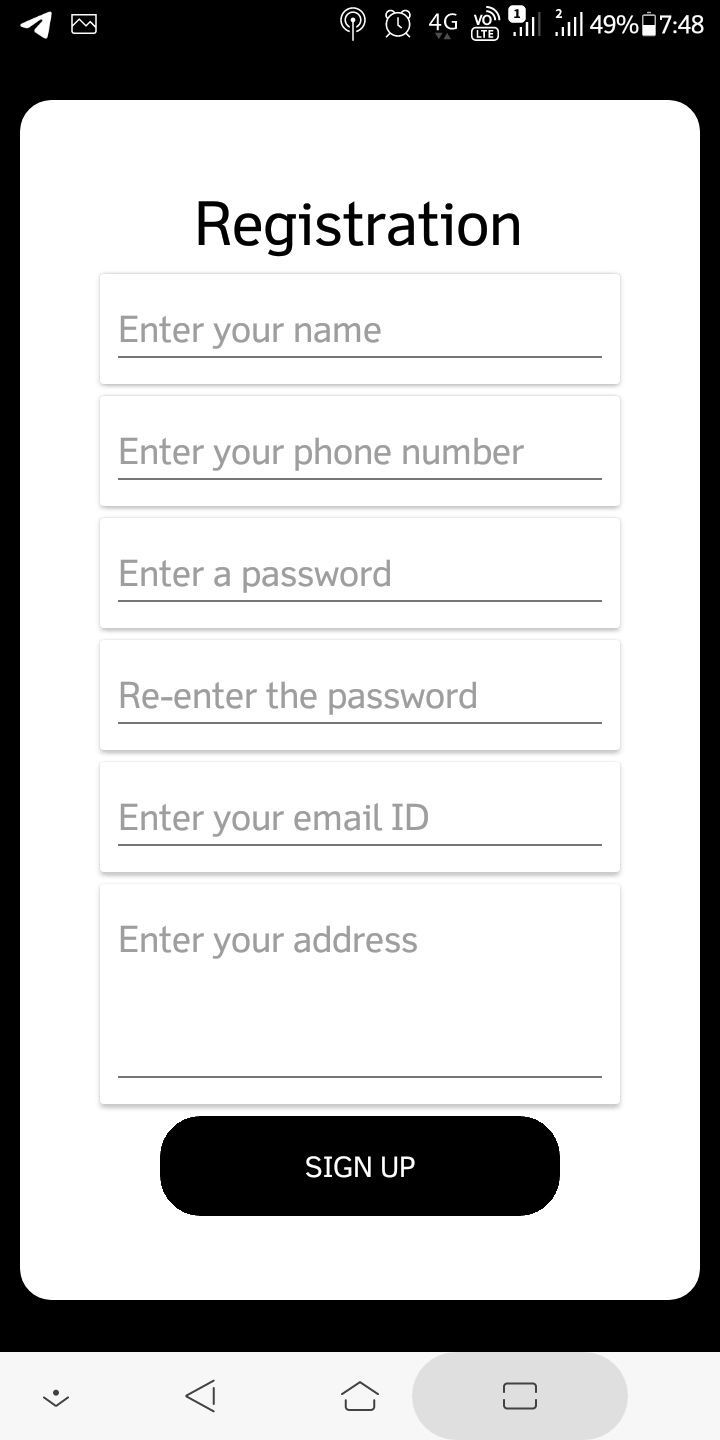 4G VO LTE 1 2 49% 7:48
Registration
Enter your name
Enter your phone number
Enter a password
Re-enter the password
Enter your email ID
Enter your address
SIGN UP